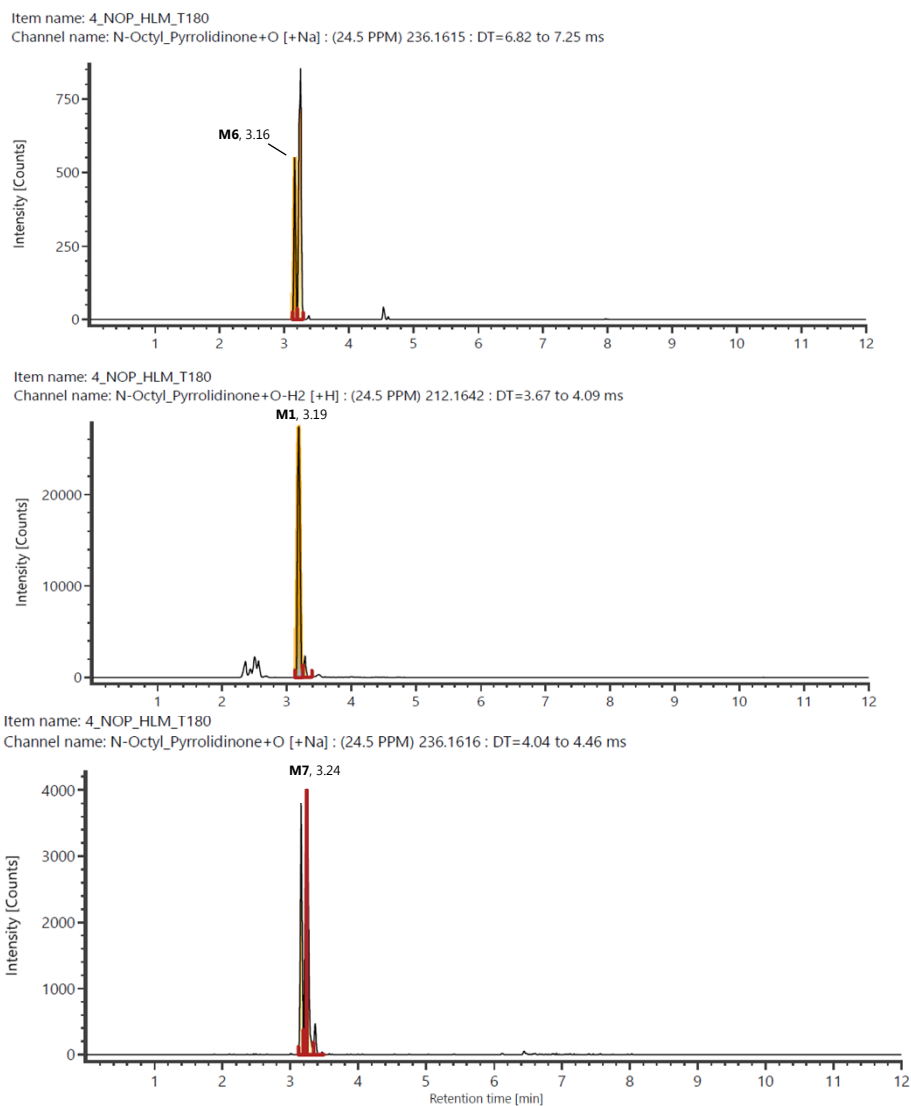 Item name: 4_NOP_HLM_T180
Channel name: N-Octyl_Pyrrolidinone+O [+Na] : (24.5 PPM) 236.1615 : DT=6.82 to 7.25 ms
Intensity [Counts]
750
500
250
0
M6, 3.16
1 2 3 4 5 6 7 8 9 10 11 12
Item name: 4_NOP_HLM_T180
Channel name: N-Octyl_Pyrrolidinone+O-H2 [+H] : (24.5 PPM) 212.1642 : DT=3.67 to 4.09 ms
M1, 3.19
Intensity [Counts]
20000
10000
0
1 2 3 4 5 6 7 8 9 10 11 12
Item name: 4_NOP_HLM_T180
Channel name: N-Octyl_Pyrrolidinone+O [+Na] : (24.5 PPM) 236.1616 : DT=4.04 to 4.46 ms
M7, 3.24
Intensity [Counts]
4000
3000
2000
1000
0
1 2 3 4 5 6 7 8 9 10 11 12
Retention time [min]